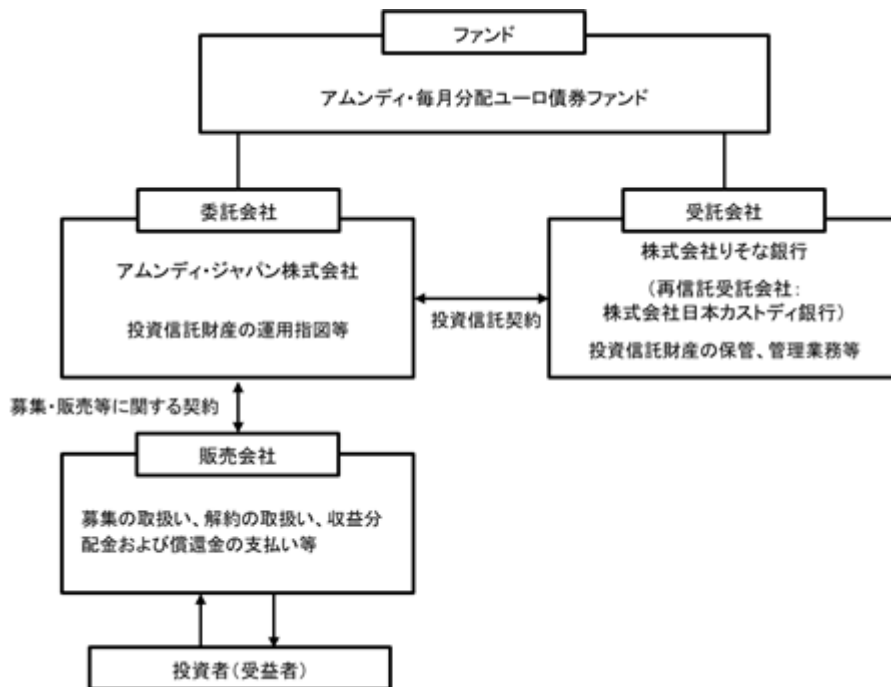 ファンド
アムンディ・毎月分配ユーロ債券ファンド
委託会社
アムンディ・ジャパン株式会社
投資信託財産の運用指図等
投資信託契約
受託会社
株式会社りそな銀行
（再信託受託会社：
株式会社日本カストディ銀行）
投資信託財産の保管、管理業務等
募集・販売等に関する契約
販売会社
募集の取扱い、解約の取扱い、収益分
配金および償還金の支払い等
投資者（受益者）